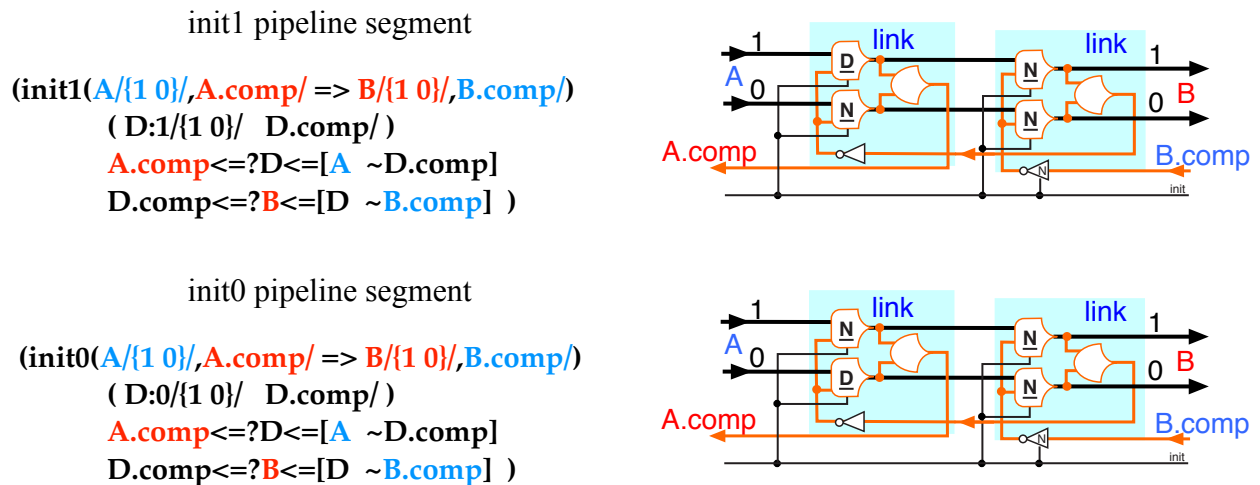 init1 pipeline segment
(init1(A/{1 0}/,A.comp/ => B/{1 0}/,B.comp/)
( D:1/{1 0}/ D.comp/ )
A.comp<=?D<=[A ~D.comp]
D.comp<=?B<=[D ~B.comp] )
link
link
1
D
N
1
A
B
0
N
N
0
A.comp
B.comp
N
init
init0 pipeline segment
(init0(A/{1 0}/,A.comp/ => B/{1 0}/,B.comp/)
( D:0/{1 0}/ D.comp/ )
A.comp<=?D<=[A ~D.comp]
D.comp<=?B<=[D ~B.comp] )
link
link
1
N
N
1
A
B
0
D
N
0
A.comp
B.comp
N
init